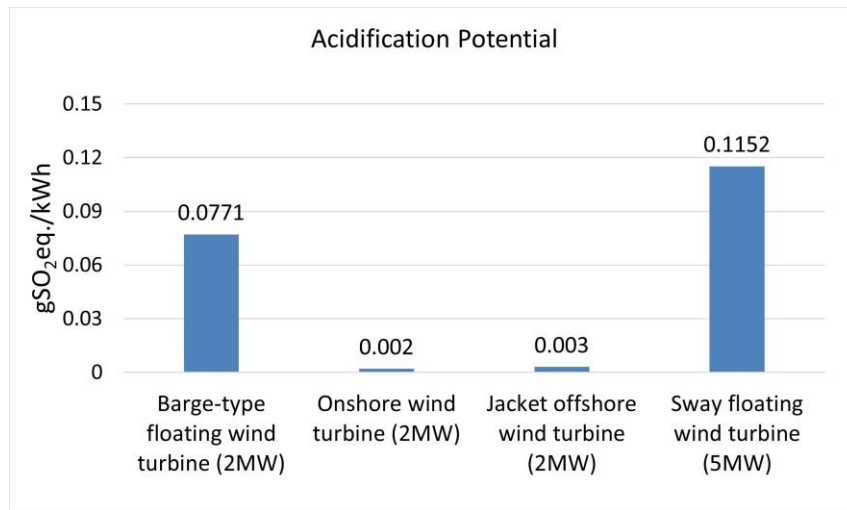 Acidification Potential
gSO₂eq./kWh
0.15
0.12
0.09
0.06
0.03
0
0.0771
0.002
0.003
0.1152
Barge-type
floating wind
turbine (2MW)
Onshore wind
turbine (2MW)
Jacket offshore
wind turbine
(2MW)
Sway floating
wind turbine
(5MW)